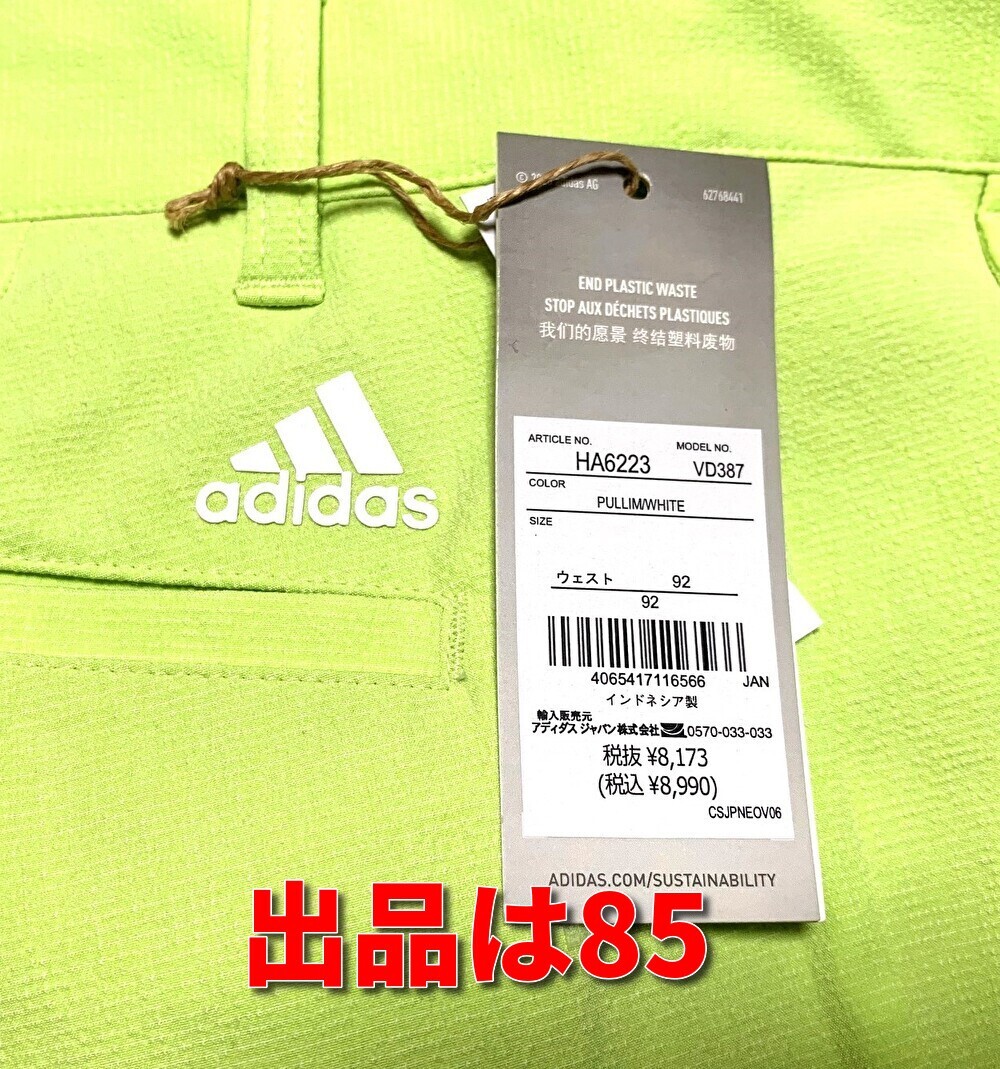 adidas AG
62768441
END PLASTIC WASTE
STOP AUX DÉCHETS PLASTIQUES
我们的愿景 终结塑料废物
adidas
ARTICLE NO. MODEL NO.
HA6223 VD387
COLOR
PULLIM/WHITE
SIZE
ウェスト 92
92
4065417116566 JAN
インドネシア製
輸入販売元
アディダス ジャパン株式会社 0570-033-033
税抜 ¥8,173
(税込 ¥8,990)
CSJPNEOV06
ADIDAS.COM/SUSTAINABILITY
出品は85